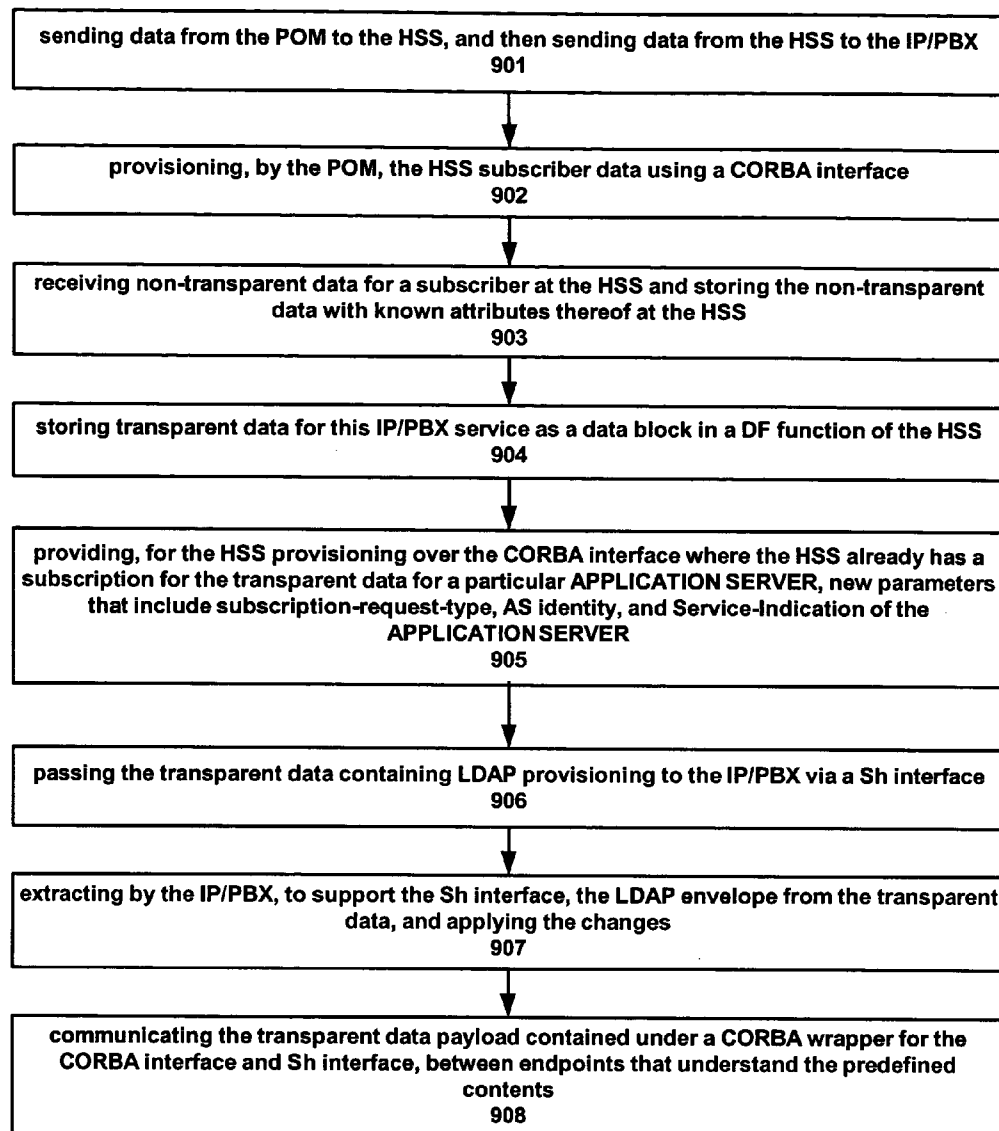 sending data from the POM to the HSS, and then sending data from the HSS to the IP/PBX
901
provisioning, by the POM, the HSS subscriber data using a CORBA interface
902
receiving non-transparent data for a subscriber at the HSS and storing the non-transparent
data with known attributes thereof at the HSS
903
storing transparent data for this IP/PBX service as a data block in a DF function of the HSS
904
providing, for the HSS provisioning over the CORBA interface where the HSS already has a
subscription for the transparent data for a particular APPLICATION SERVER, new parameters
that include subscription-request-type, AS identity, and Service-Indication of the
APPLICATION SERVER
905
passing the transparent data containing LDAP provisioning to the IP/PBX via a Sh interface
906
extracting by the IP/PBX, to support the Sh interface, the LDAP envelope from the transparent
data, and applying the changes
907
communicating the transparent data payload contained under a CORBA wrapper for the
CORBA interface and Sh interface, between endpoints that understand the predefined
contents
908